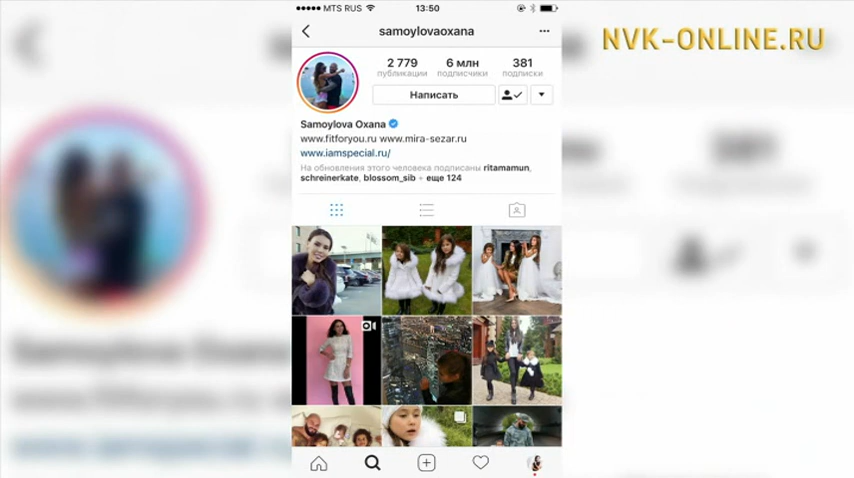 MTS RUS 13:50
samoylovaoxana
NVK-ONLINE.RU
2 779 6 млн 381
публикации подписчики подписки
Написать
Samoylova Oxana
www.fitforyou.ru www.mira-sezar.ru
www.iamspecial.ru/
На обновления этого человека подписаны ritamamun,
schreinerkate, blossom_sib + еще 124
381